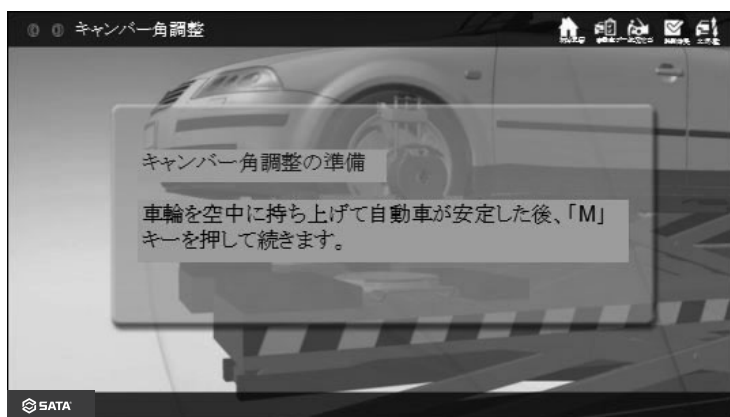 キャンバー角調整
キャンバー角調整の準備
車輪を空中に持ち上げて自動車が安定した後、「M」
キーを押して続きます。
SATA